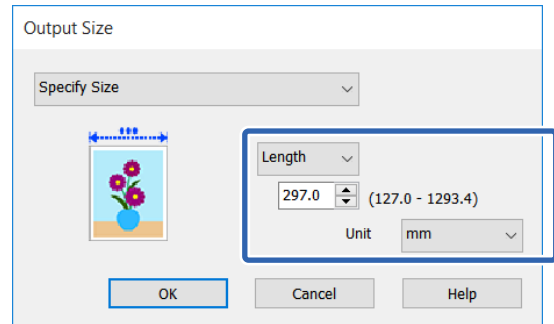 Output Size
Specify Size
Length
297.0 (127.0 - 1293.4)
Unit mm
OK Cancel Help